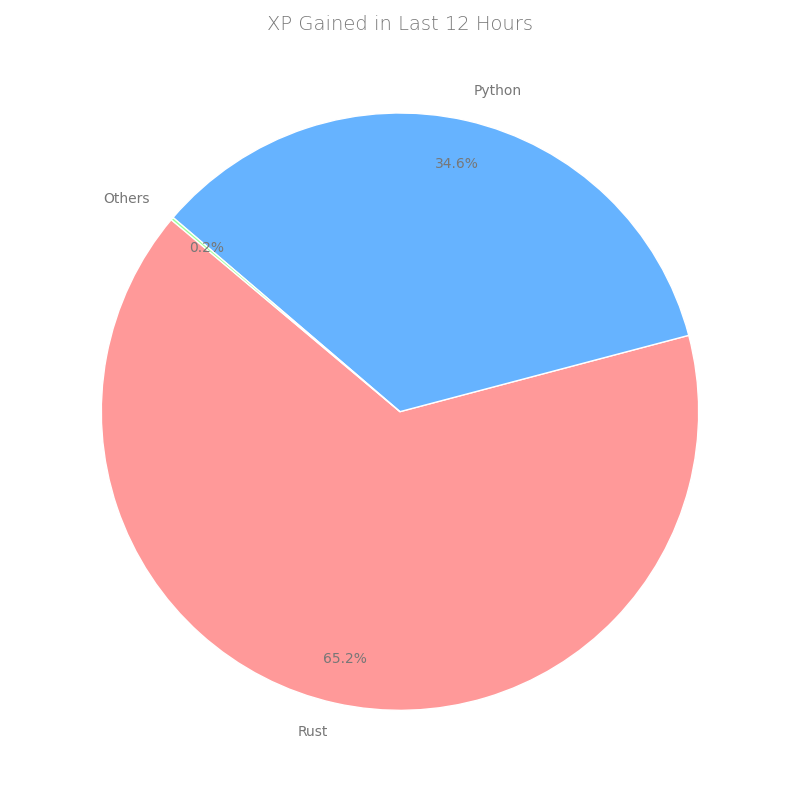 XP Gained in Last 12 Hours
Python
34.6%
Others
0.2%
65.2%
Rust